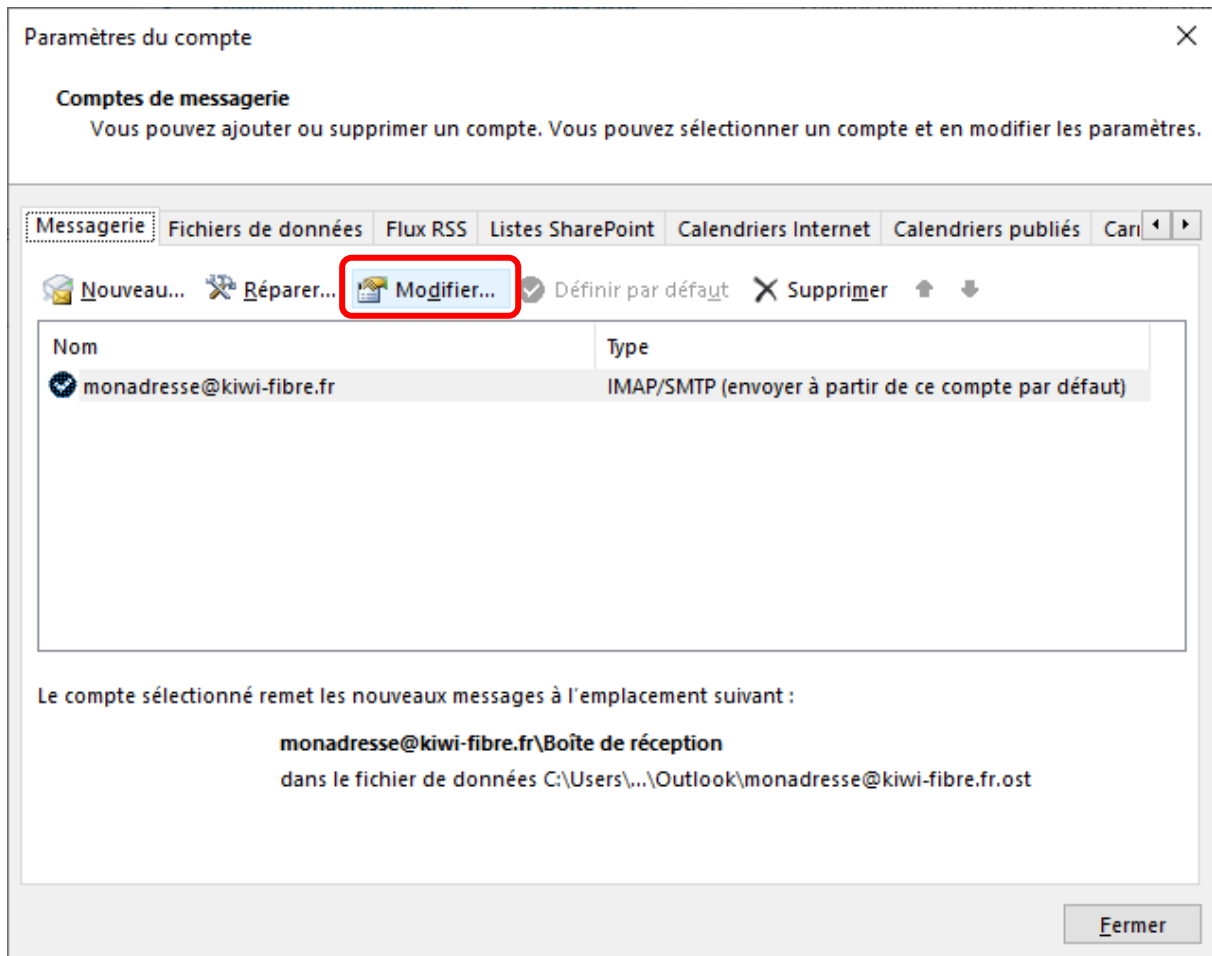 Paramètres du compte
Comptes de messagerie
Vous pouvez ajouter ou supprimer un compte. Vous pouvez sélectionner un compte et en modifier les paramètres.
Messagerie Fichiers de données Flux RSS Listes SharePoint Calendriers Internet Calendriers publiés
Nouveau... Réparer... Modifier... Définir par défaut Supprimer
Nom Type
monadresse@kiwi-fibre.fr IMAP/SMTP (envoyer à partir de ce compte par défaut)
Le compte sélectionné remet les nouveaux messages à l'emplacement suivant :
monadresse@kiwi-fibre.fr\Boîte de réception
dans le fichier de données C:\Users\...\Outlook\monadresse@kiwi-fibre.fr.ost
Fermer